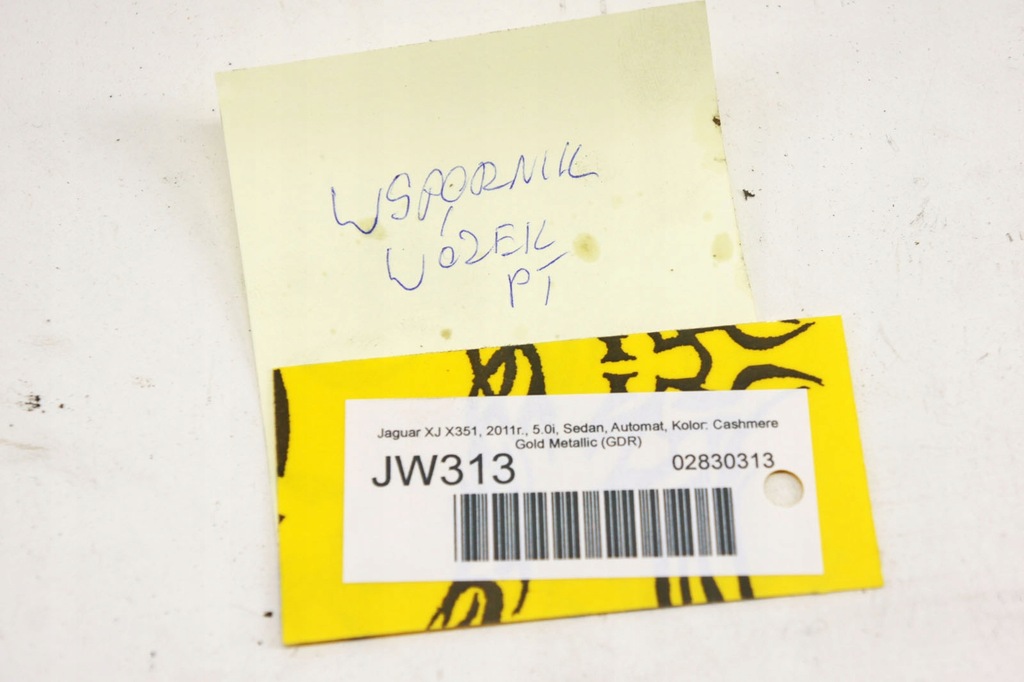 WSPORNIK
WÓZEK
PT
Jaguar XJ X351, 2011r., 5.0i, Sedan, Automat, Kolor: Cashmere
Gold Metallic (GDR)
JW313
02830313